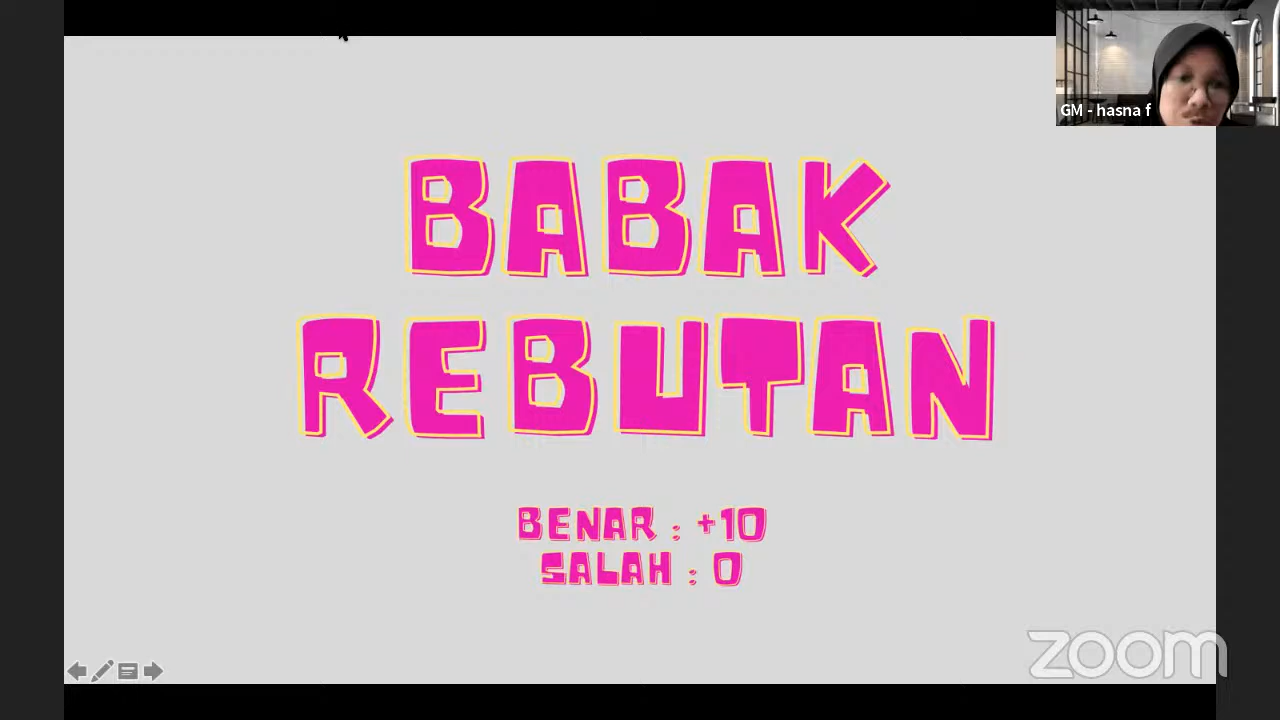 GM - hasna f
BABAK
REBUTAN
BENAR : +10
SALAH : 0
zoom